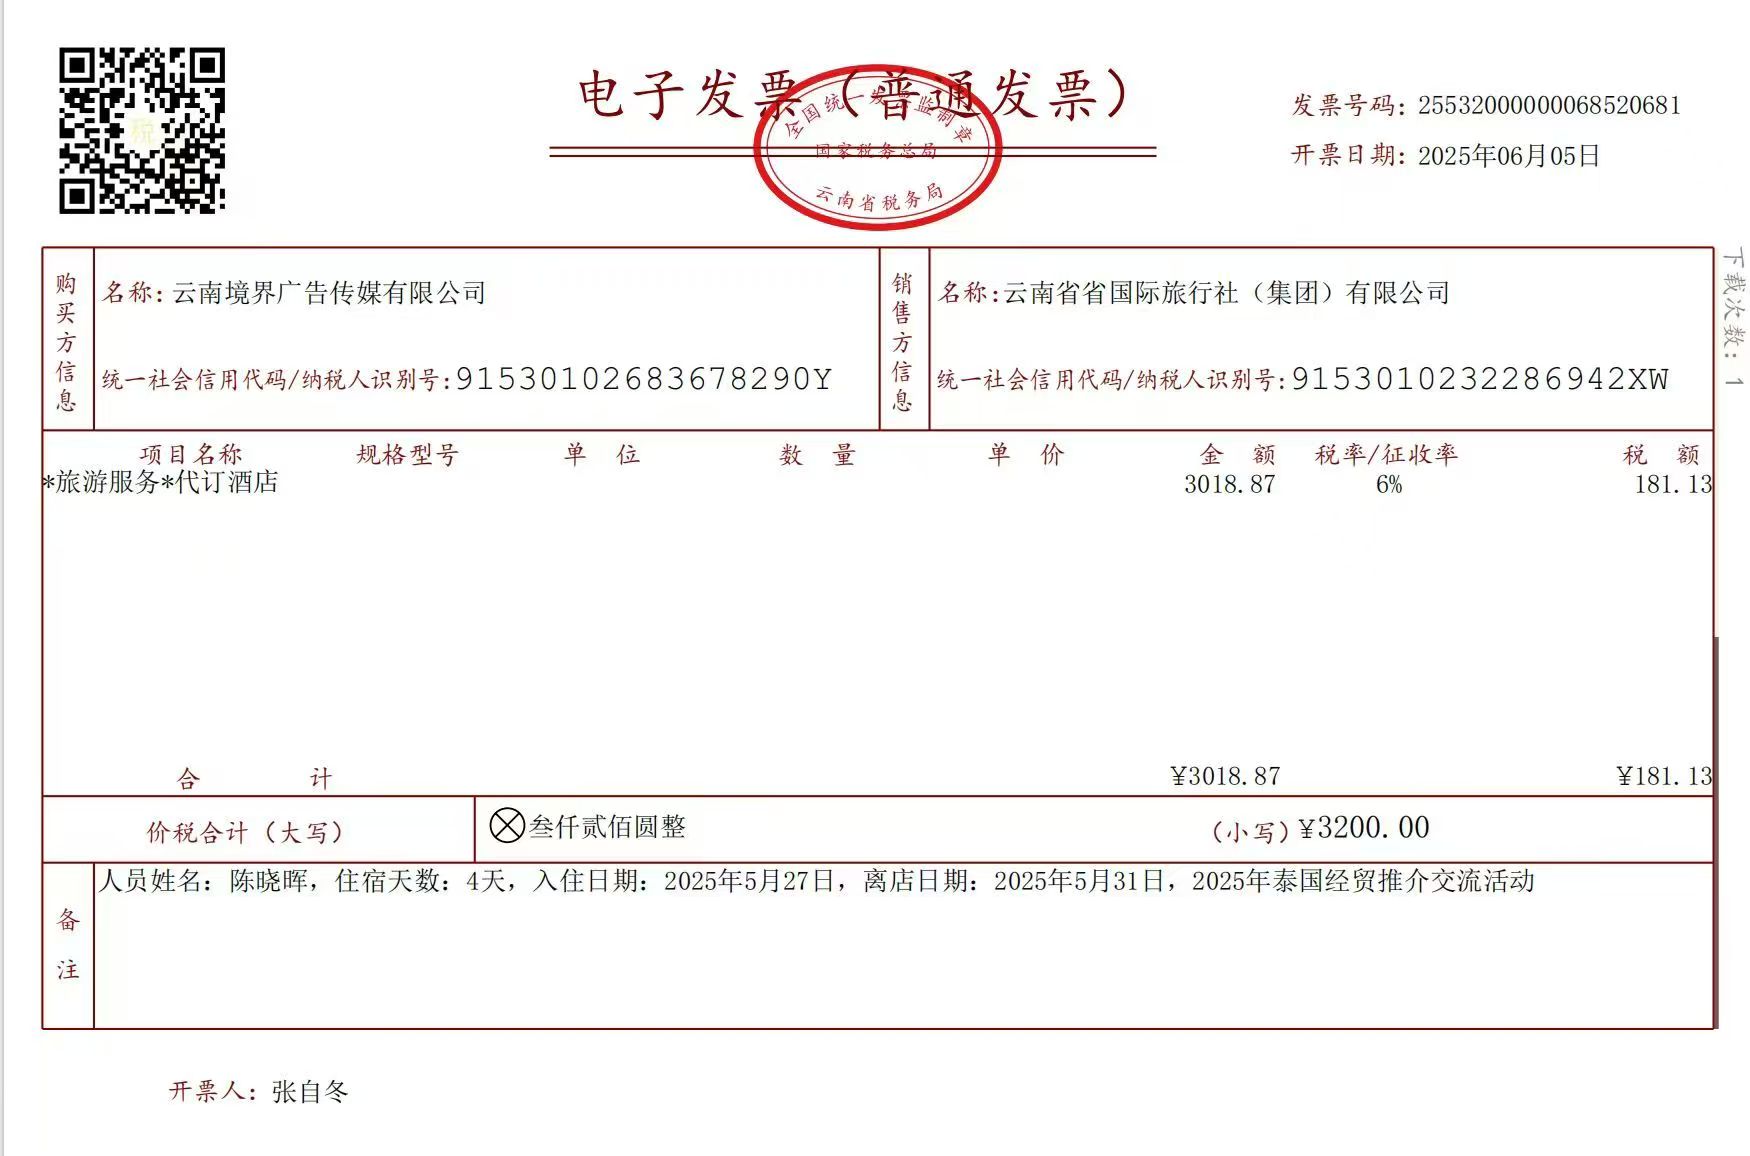 电子发票（普通发票）
全国统一发票监制章
国家税务总局
云南省税务局
发票号码：25532000000068520681
开票日期：2025年06月05日
税
下载次数：1
购买方信息
名称：云南境界广告传媒有限公司
统一社会信用代码/纳税人识别号：91530102683678290Y
销售方信息
名称：云南省省国际旅行社（集团）有限公司
统一社会信用代码/纳税人识别号：9153010232286942XW
项目名称 规格型号 单位 数量 单价 金额 税率/征收率 税额
*旅游服务*代订酒店 3018.87 6% 181.13
合计 ¥3018.87 ¥181.13
价税合计（大写） 叁仟贰佰圆整 （小写）¥3200.00
备注
人员姓名：陈晓晖，住宿天数：4天，入住日期：2025年5月27日，离店日期：2025年5月31日，2025年泰国经贸推介交流活动
开票人：张自冬